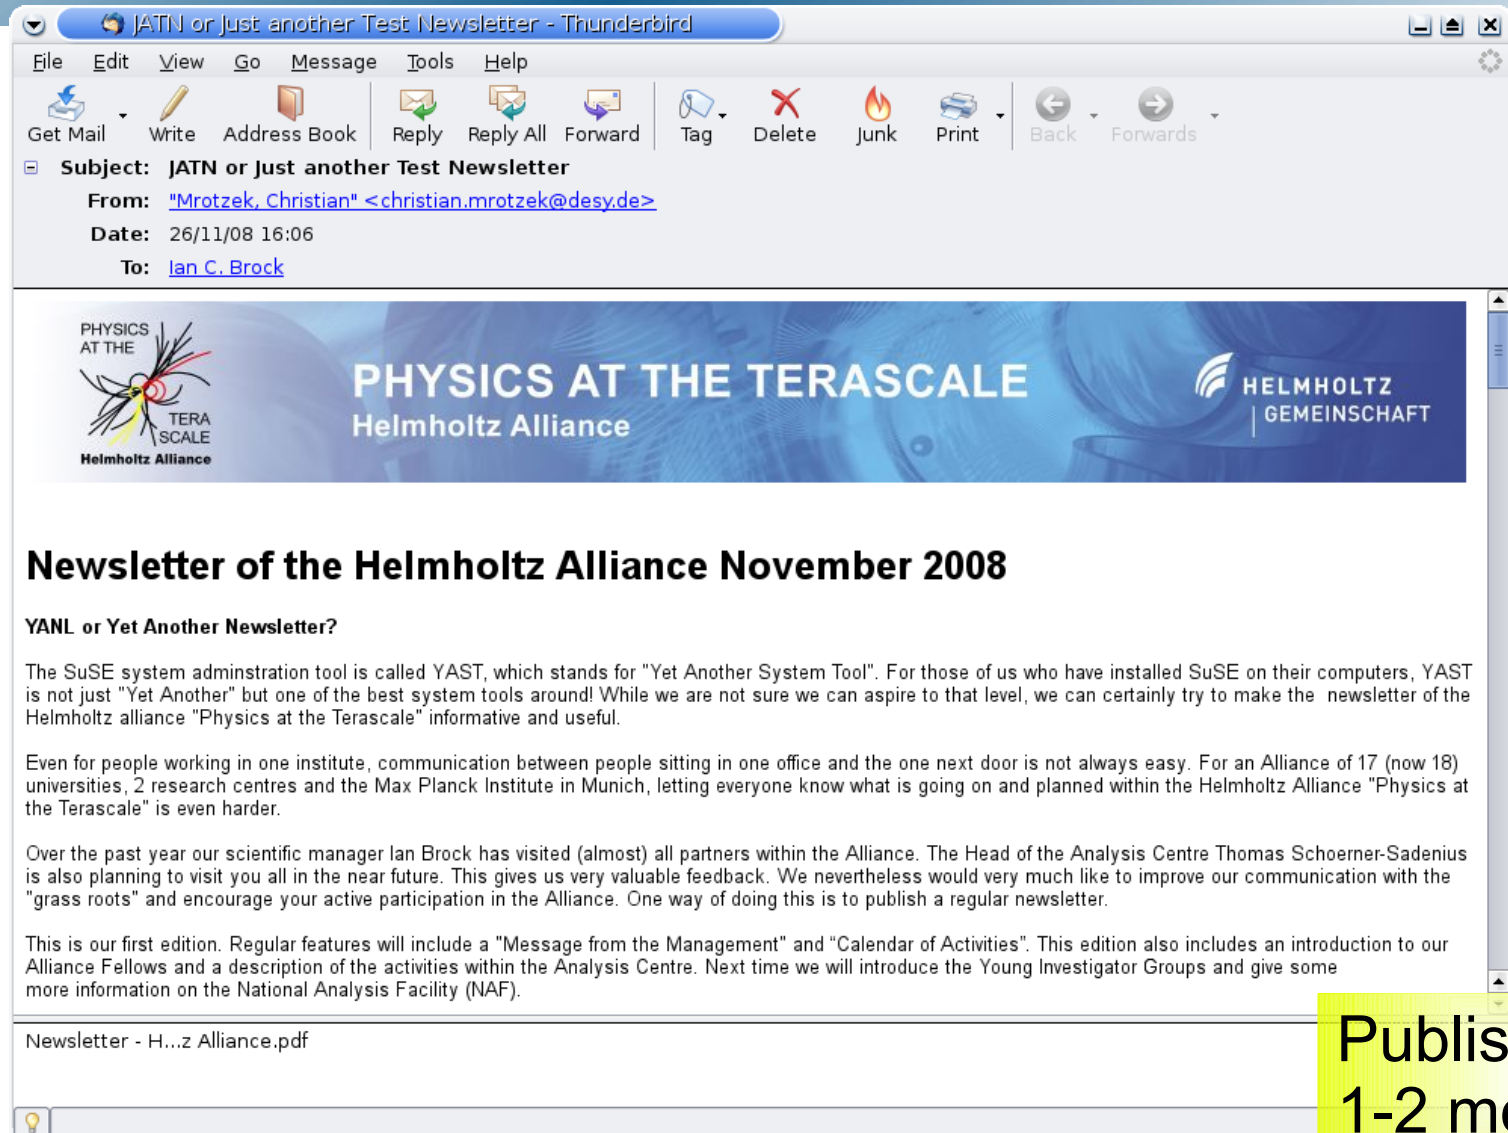 JATN or Just another Test Newsletter - Thunderbird
File Edit View Go Message Tools Help
Get Mail Write Address Book Reply Reply All Forward Tag Delete Junk Print Back Forwards
Subject: JATN or Just another Test Newsletter
From: "Mrotzek, Christian" <christian.mrotzek@desy.de>
Date: 26/11/08 16:06
To: Ian C. Brock
PHYSICS
AT THE
TERA
SCALE
Helmholtz Alliance
PHYSICS AT THE TERASCALE
Helmholtz Alliance
HELMHOLTZ
GEMEINSCHAFT
Newsletter of the Helmholtz Alliance November 2008
YANL or Yet Another Newsletter?
The SuSE system adminstration tool is called YAST, which stands for "Yet Another System Tool". For those of us who have installed SuSE on their computers, YAST
is not just "Yet Another" but one of the best system tools around! While we are not sure we can aspire to that level, we can certainly try to make the newsletter of the
Helmholtz alliance "Physics at the Terascale" informative and useful.
Even for people working in one institute, communication between people sitting in one office and the one next door is not always easy. For an Alliance of 17 (now 18)
universities, 2 research centres and the Max Planck Institute in Munich, letting everyone know what is going on and planned within the Helmholtz Alliance "Physics at
the Terascale" is even harder.
Over the past year our scientific manager Ian Brock has visited (almost) all partners within the Alliance. The Head of the Analysis Centre Thomas Schoerner-Sadenius
is also planning to visit you all in the near future. This gives us very valuable feedback. We nevertheless would very much like to improve our communication with the
"grass roots" and encourage your active participation in the Alliance. One way of doing this is to publish a regular newsletter.
This is our first edition. Regular features will include a "Message from the Management" and “Calendar of Activities”. This edition also includes an introduction to our
Alliance Fellows and a description of the activities within the Analysis Centre. Next time we will introduce the Young Investigator Groups and give some
more information on the National Analysis Facility (NAF).
Newsletter - H...z Alliance.pdf
1-2